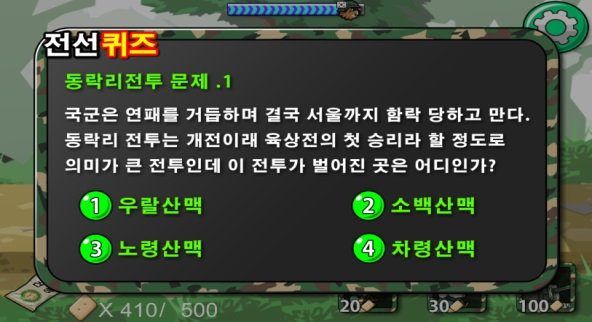 전선퀴즈
동락리전투 문제 .1
국군은 연패를 거듭하며 결국 서울까지 함락 당하고 만다.
동락리 전투는 개전이래 육상전의 첫 승리라 할 정도로
의미가 큰 전투인데 이 전투가 벌어진 곳은 어디인가?
1 우랄산맥 2 소백산맥
3 노령산맥 4 차령산맥
X 410/ 500 20 30 100